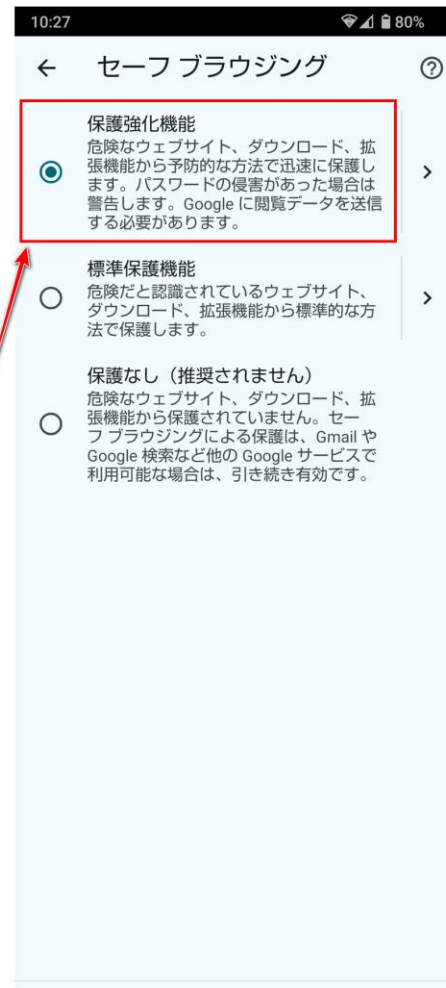 10:27
80%
セーフ ブラウジング
保護強化機能
危険なウェブサイト、ダウンロード、拡
張機能から予防的な方法で迅速に保護し
ます。パスワードの侵害があった場合は
警告します。Google に閲覧データを送信
する必要があります。
標準保護機能
危険だと認識されているウェブサイト、
ダウンロード、拡張機能から標準的な方
法で保護します。
保護なし（推奨されません）
危険なウェブサイト、ダウンロード、拡
張機能から保護されていません。セー
フ ブラウジングによる保護は、Gmail や
Google 検索など他の Google サービスで
利用可能な場合は、引き続き有効です。